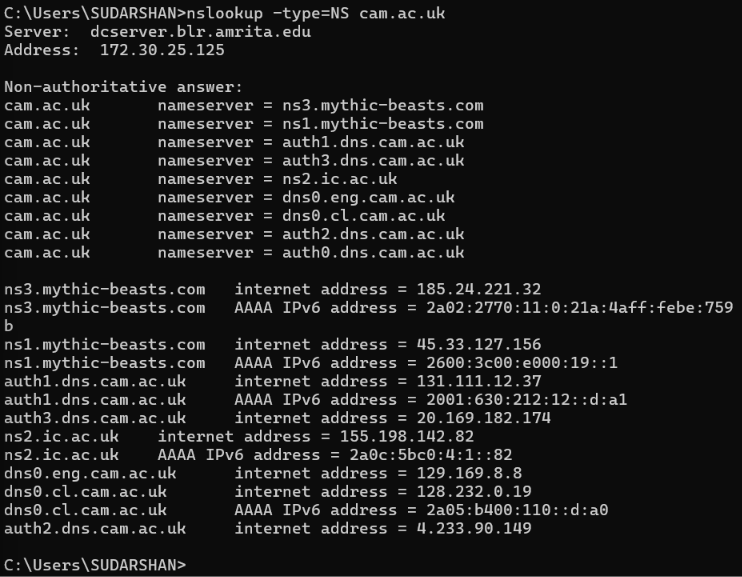 C:\Users\SUDARSHAN>nslookup -type=NS cam.ac.uk
Server:  dcserver.blr.amrita.edu
Address:  172.30.25.125

Non-authoritative answer:
cam.ac.uk       nameserver = ns3.mythic-beasts.com
cam.ac.uk       nameserver = ns1.mythic-beasts.com
cam.ac.uk       nameserver = auth1.dns.cam.ac.uk
cam.ac.uk       nameserver = auth3.dns.cam.ac.uk
cam.ac.uk       nameserver = ns2.ic.ac.uk
cam.ac.uk       nameserver = dns0.eng.cam.ac.uk
cam.ac.uk       nameserver = dns0.cl.cam.ac.uk
cam.ac.uk       nameserver = auth2.dns.cam.ac.uk
cam.ac.uk       nameserver = auth0.dns.cam.ac.uk

ns3.mythic-beasts.com   internet address = 185.24.221.32
ns3.mythic-beasts.com   AAAA IPv6 address = 2a02:2770:11:0:21a:4aff:febe:759
b
ns1.mythic-beasts.com   internet address = 45.33.127.156
ns1.mythic-beasts.com   AAAA IPv6 address = 2600:3c00:e000:19::1
auth1.dns.cam.ac.uk     internet address = 131.111.12.37
auth1.dns.cam.ac.uk     AAAA IPv6 address = 2001:630:212:12::d:a1
auth3.dns.cam.ac.uk     internet address = 20.169.182.174
ns2.ic.ac.uk    internet address = 155.198.142.82
ns2.ic.ac.uk    AAAA IPv6 address = 2a0c:5bc0:4:1::82
dns0.eng.cam.ac.uk      internet address = 129.169.8.8
dns0.cl.cam.ac.uk       internet address = 128.232.0.19
dns0.cl.cam.ac.uk       AAAA IPv6 address = 2a05:b400:110::d:a0
auth2.dns.cam.ac.uk     internet address = 4.233.90.149

C:\Users\SUDARSHAN>